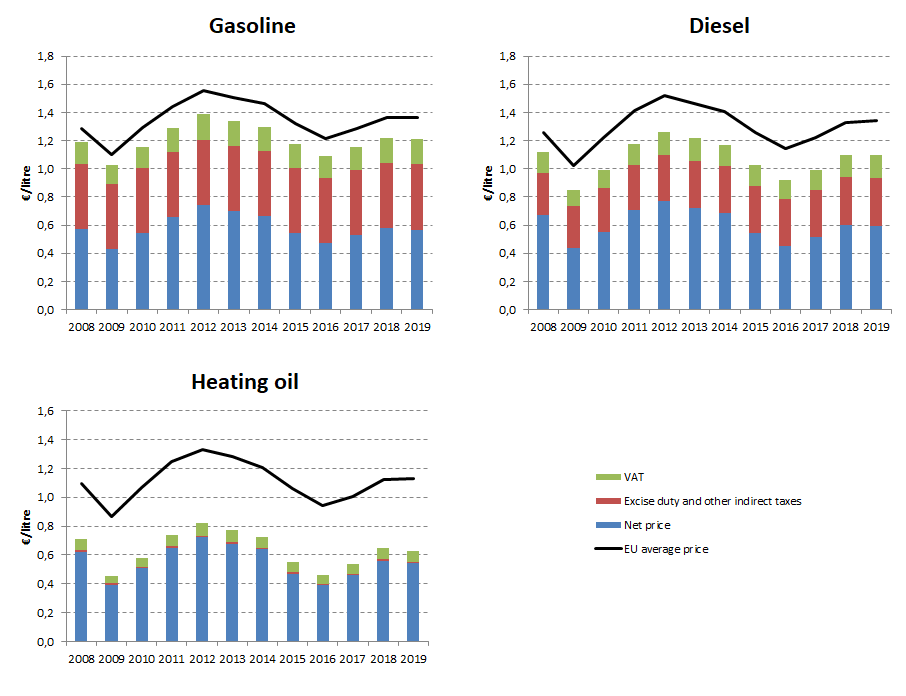 Gasoline
€/litre
1,8
1,6
1,4
1,2
1,0
0,8
0,6
0,4
0,2
0,0
2008 2009 2010 2011 2012 2013 2014 2015 2016 2017 2018 2019
Diesel
€/litre
1,8
1,6
1,4
1,2
1,0
0,8
0,6
0,4
0,2
0,0
2008 2009 2010 2011 2012 2013 2014 2015 2016 2017 2018 2019
Heating oil
€/litre
1,6
1,4
1,2
1,0
0,8
0,6
0,4
0,2
0,0
2008 2009 2010 2011 2012 2013 2014 2015 2016 2017 2018 2019
VAT
Excise duty and other indirect taxes
Net price
EU average price